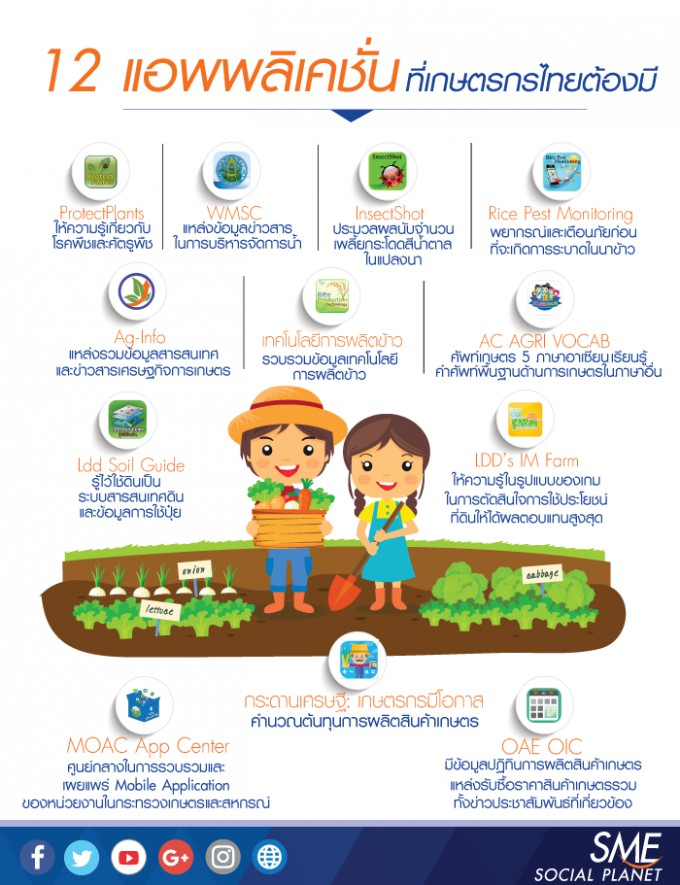 12 แอพพลิเคชั่น ที่เกษตรกรไทยต้องมี
ProtectPlants
ให้ความรู้เกี่ยวกับ
โรคพืชและศัตรูพืช
WMSC
แหล่งข้อมูลข่าวสาร
ในการบริหารจัดการน้ำ
InsectShot
InsectShot
ประมวลผลนับจำนวน
เพลี้ยกระโดดสีน้ำตาล
ในแปลงนา
Rice Pest Monitoring
Rice Pest Monitoring
พยากรณ์และเตือนภัยก่อน
ที่จะเกิดการระบาดในนาข้าว
Ag-Info
แหล่งรวมข้อมูลสารสนเทศ
และข่าวสารเศรษฐกิจการเกษตร
เทคโนโลยีการผลิตข้าว
รวบรวมข้อมูลเทคโนโลยี
การผลิตข้าว
AC AGRI VOCAB
ศัพท์เกษตร 5 ภาษาอาเซียน เรียนรู้
คำศัพท์พื้นฐานด้านการเกษตรในภาษาอื่น
Ldd Soil Guide
รู้ไว้ใช้ดินเป็น
ระบบสารสนเทศดิน
และข้อมูลการใช้ปุ๋ย
LDD's IM Farm
ให้ความรู้ในรูปแบบของเกม
ในการตัดสินใจการใช้ประโยชน์
ที่ดินให้ได้ผลตอบแทนสูงสุด
onion
lettuce
cabbage
กระดานเศรษฐี: เกษตรกรมีโอกาส
คำนวณต้นทุนการผลิตสินค้าเกษตร
MOAC App Center
ศูนย์กลางในการรวบรวมและ
เผยแพร่ Mobile Application
ของหน่วยงานในกระทรวงเกษตรและสหกรณ์
OAE OIC
มีข้อมูลปฏิทินการผลิตสินค้าเกษตร
แหล่งรับซื้อราคาสินค้าเกษตรรวม
ทั้งข่าวประชาสัมพันธ์ที่เกี่ยวข้อง
SME
SOCIAL PLANET